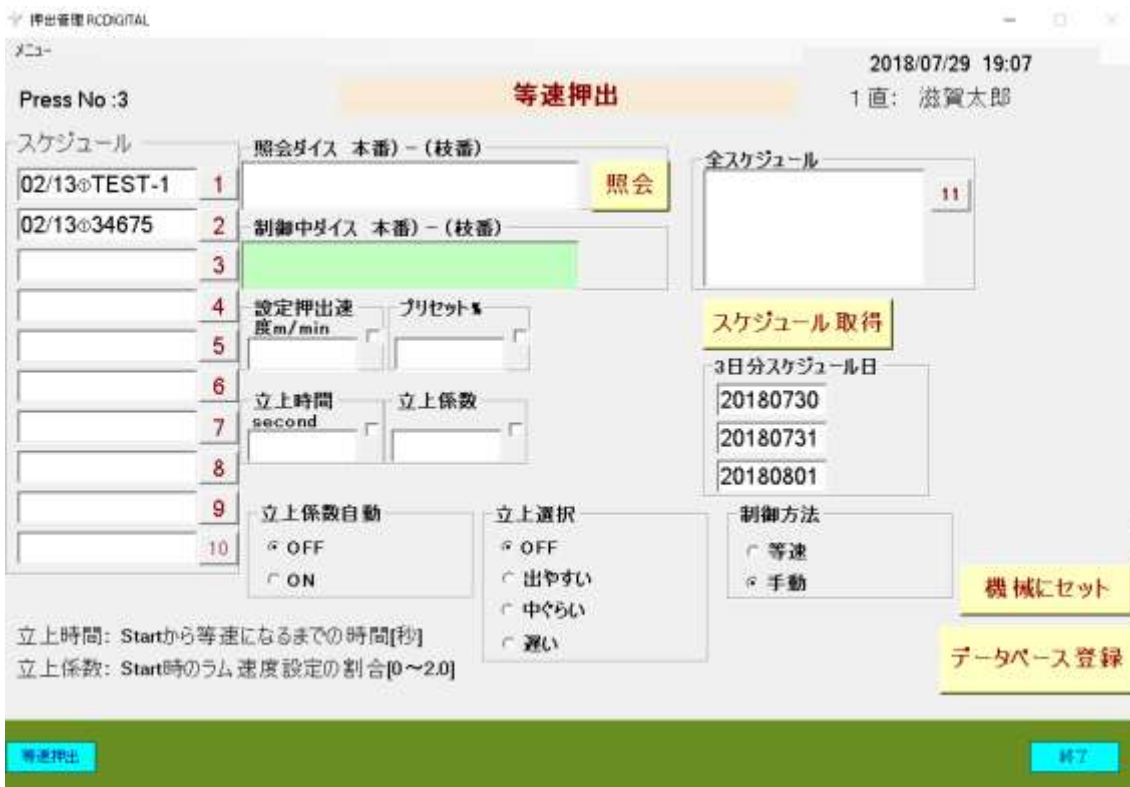 押出管理 RCDIGITAL
メニュー
2018/07/29 19:07
Press No :3
等速押出
1直: 滋賀太郎
スケジュール
02/13①TEST-1 1
02/13①34675 2
3
4
5
6
7
8
9
10
照会ダイス 本番)-(枝番)
照会
制御中ダイス 本番)-(枝番)
全スケジュール
11
設定押出速
度m/min
プリセット%
スケジュール取得
3日分スケジュール日
20180730
20180731
20180801
立上時間
second
立上係数
立上係数自動
OFF
ON
立上選択
OFF
出やすい
中ぐらい
遅い
制御方法
等速
手動
機械にセット
データベース登録
立上時間: Startから等速になるまでの時間[秒]
立上係数: Start時のラム速度設定の割合[0~2.0]
等速押出
終了